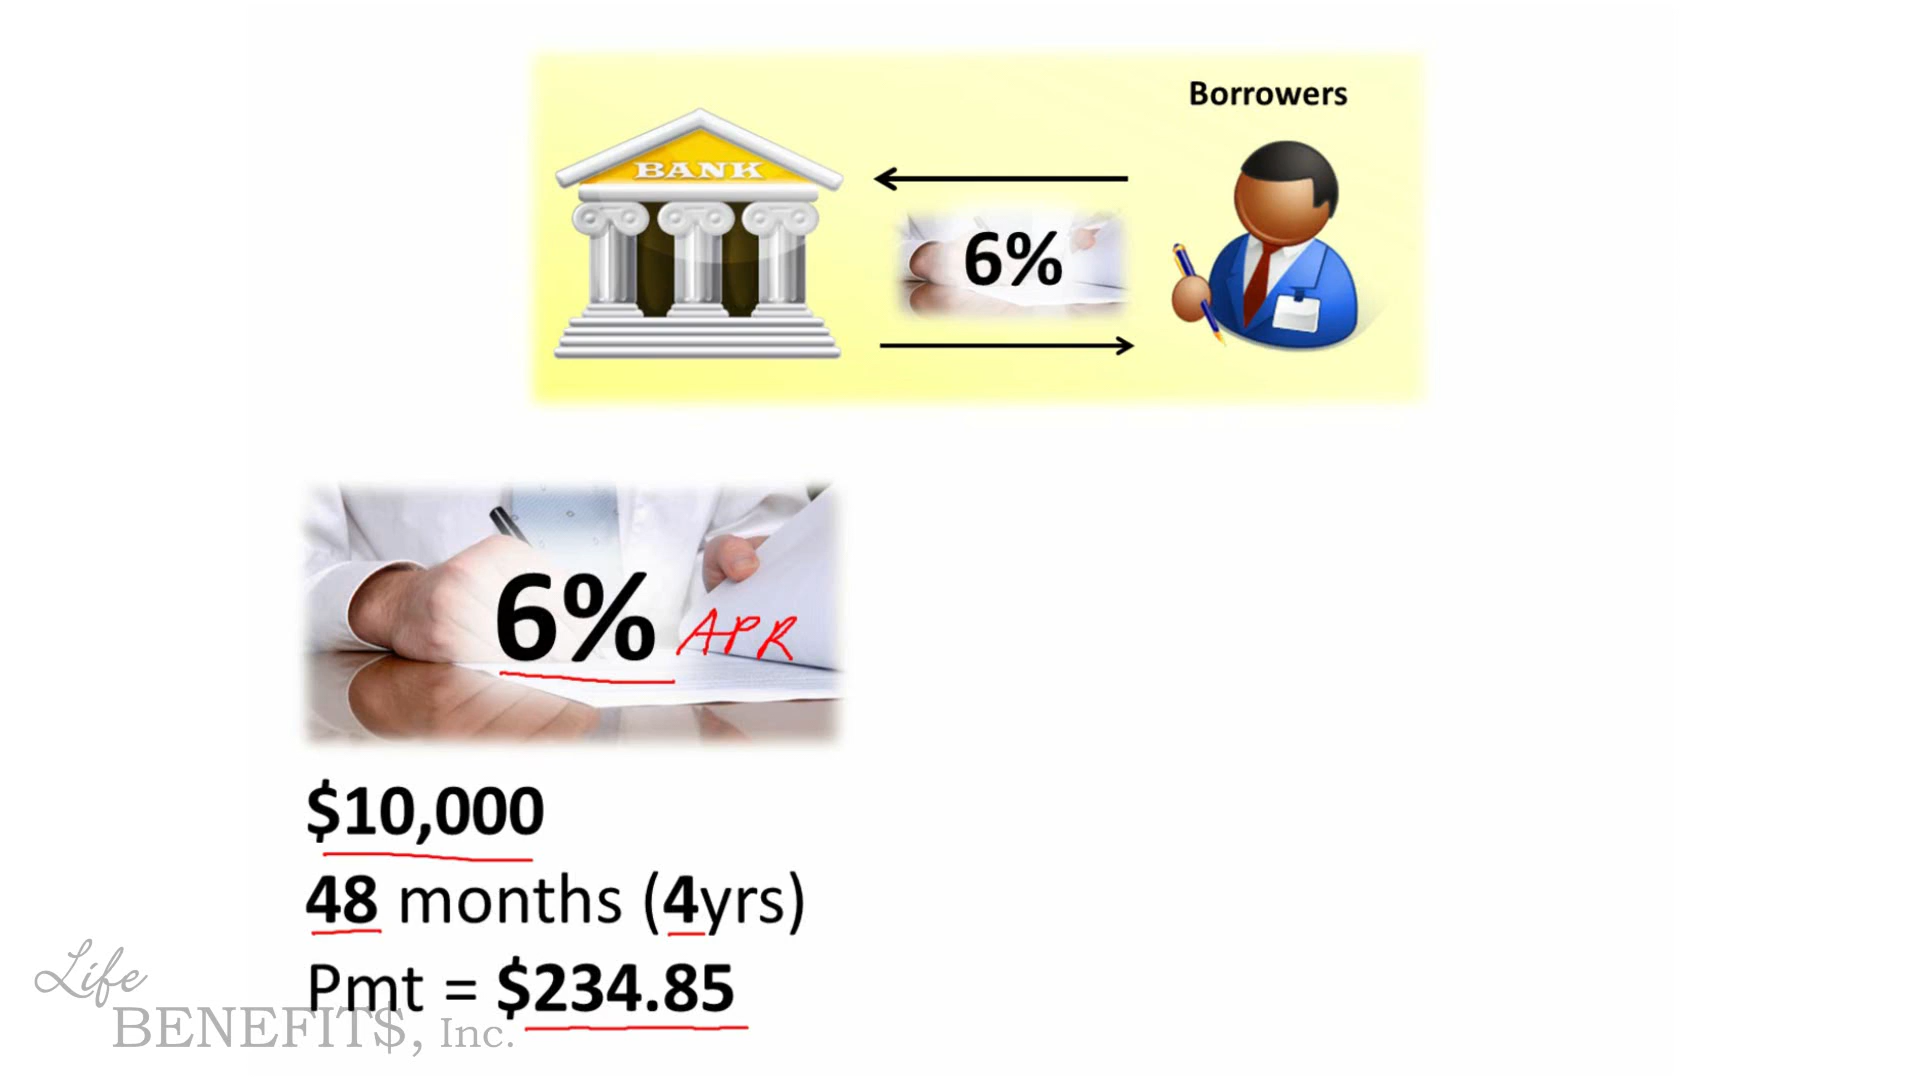 Borrowers
BANK
6%
6% APR
$10,000
48 months (4yrs)
Pmt = $234.85
Life
BENEFIT$, Inc.